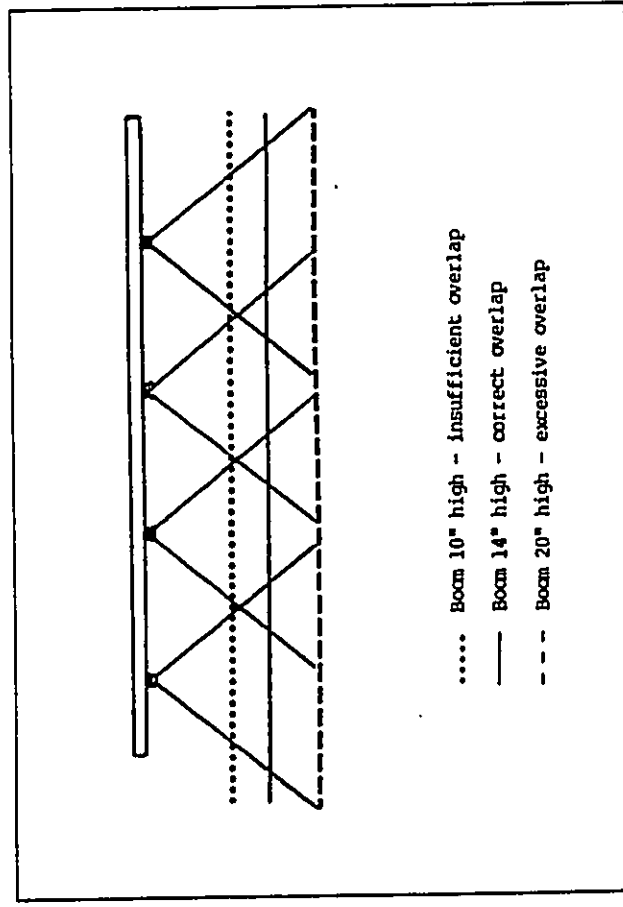 Boom 10" high - insufficient overlap
Boom 14" high - correct overlap
Boom 20" high - excessive overlap